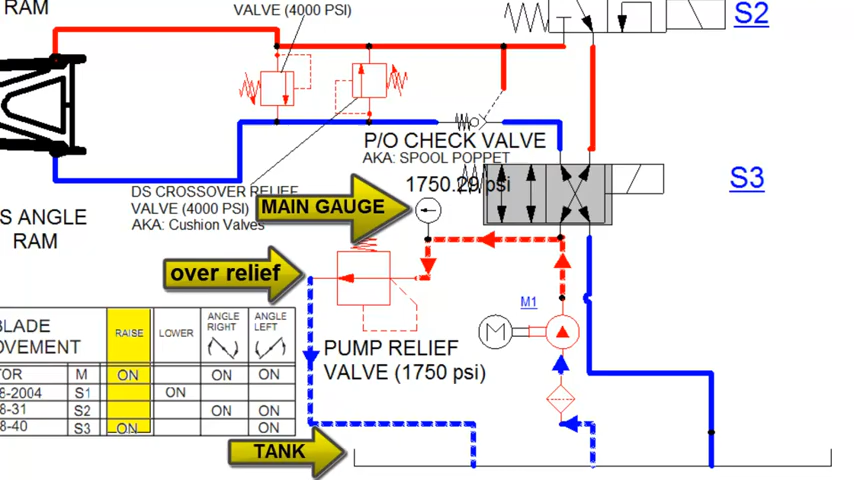 RAM
VALVE (4000 PSI)
S2
P/O CHECK VALVE
AKA: SPOOL POPPET
1750.29 psi
S3
DS CROSSOVER RELIEF
VALVE (4000 PSI)
AKA: Cushion Valves
MAIN GAUGE
S ANGLE
RAM
over relief
M1
M
PUMP RELIEF
VALVE (1750 psi)
BLADE
OVEMENT
RAISE
LOWER
ANGLE
RIGHT
ANGLE
LEFT
TOR M ON ON ON
8-2004 S1 ON
8-31 S2 ON ON
8-40 S3 ON ON
TANK